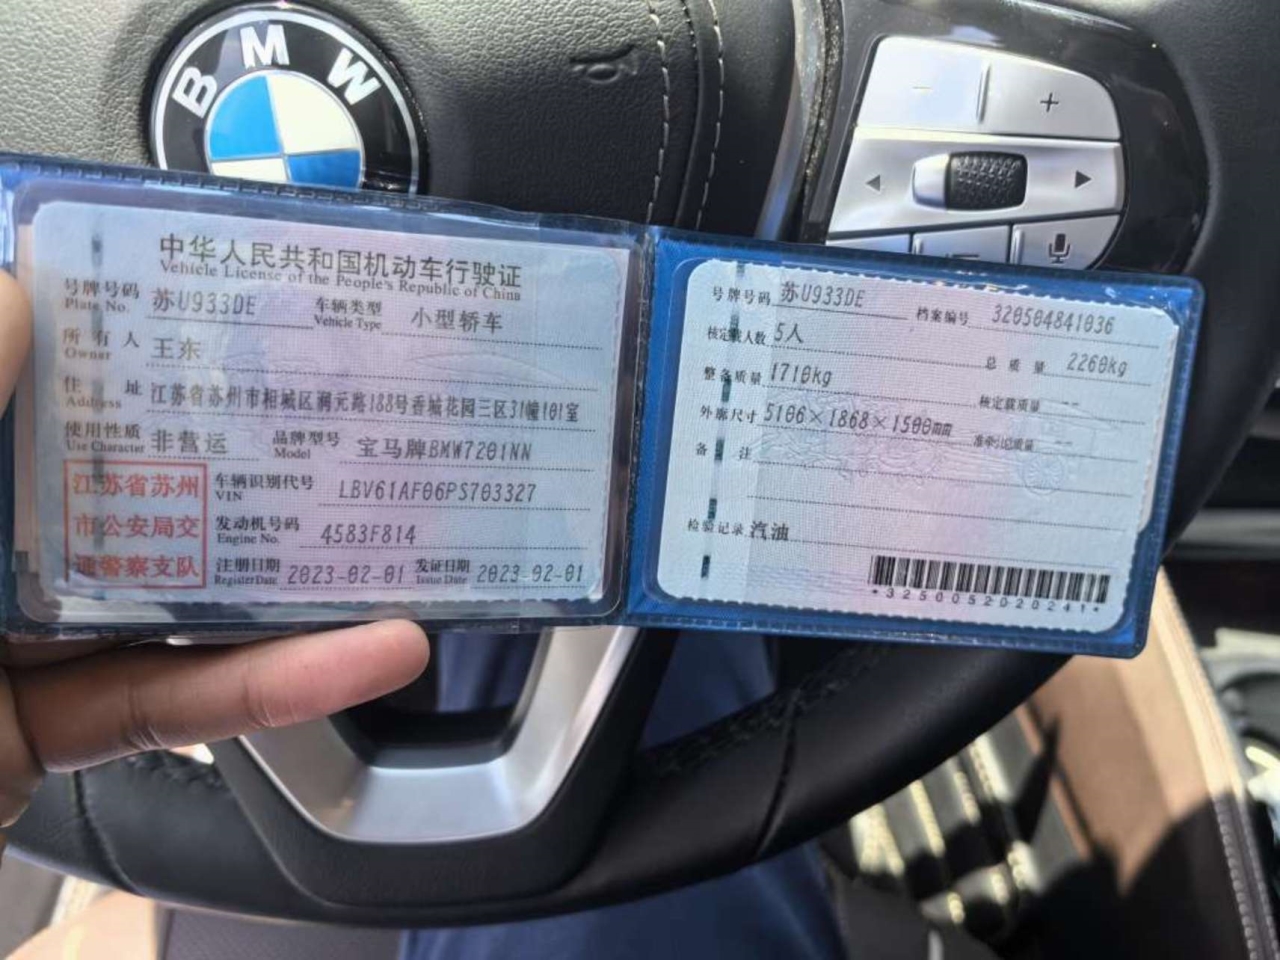 BMW
中华人民共和国机动车行驶证
Vehicle License of the People's Republic of China
号牌号码 苏U933DE 车辆类型 小型轿车
Plate No. Vehicle Type
所有人 王东
Owner
住址 江苏省苏州市相城区润元路188号香城花园三区31幢101室
Address
使用性质 非营运 品牌型号 宝马牌BMW7201NN
Use Character Model
江苏省苏州
市公安局交
通警察支队
车辆识别代号 LBV61AF06PS703327
VIN
发动机号码 4583F814
Engine No.
注册日期 2023-02-01 发证日期 2023-02-01
Register Date Issue Date
号牌号码 苏U933DE 档案编号 320504841036
核定载人数 5人 总质量 2260kg
整备质量 1710kg 核定载质量 --
外廓尺寸 5106×1868×1500mm 准牵引总质量 --
备注
检验记录 汽油
*3250052020241*